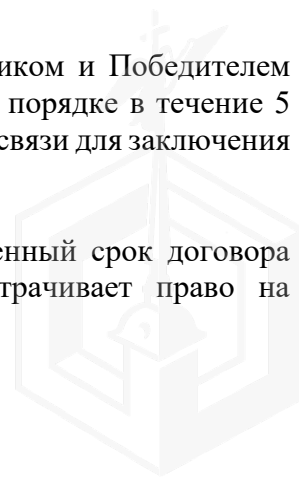 иком и Победителем
порядке в течение 5
связи для заключения
енный срок договора
трачивает право на